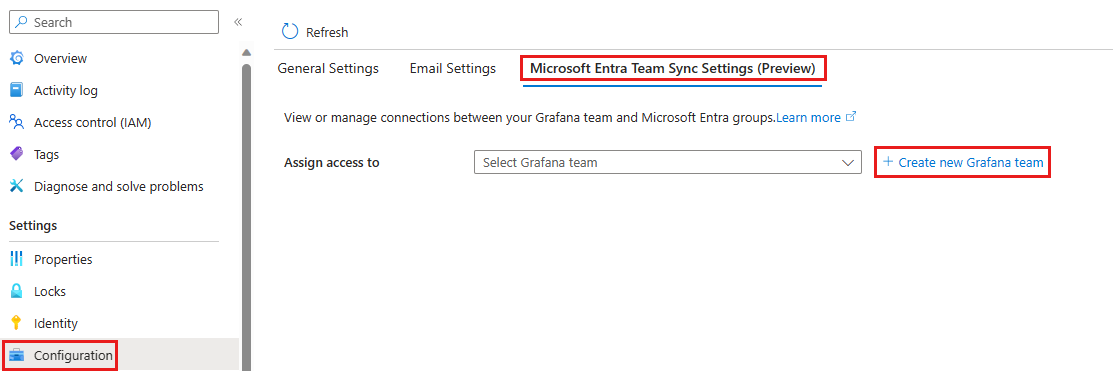 Search
Overview
Activity log
Access control (IAM)
Tags
Diagnose and solve problems
Settings
Properties
Locks
Identity
Configuration
Refresh
General Settings
Email Settings
Microsoft Entra Team Sync Settings (Preview)
View or manage connections between your Grafana team and Microsoft Entra groups.Learn more
Assign access to
Select Grafana team
+ Create new Grafana team